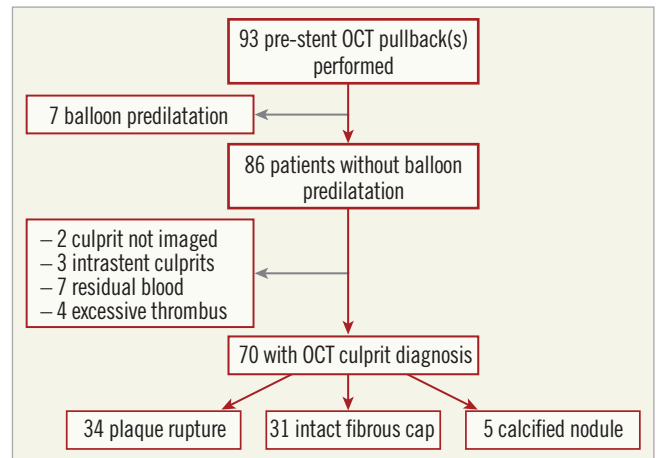 93 pre-stent OCT pullback(s)
performed
7 balloon predilatation
86 patients without balloon
predilatation
– 2 culprit not imaged
– 3 intrastent culprits
– 7 residual blood
– 4 excessive thrombus
70 with OCT culprit diagnosis
34 plaque rupture
31 intact fibrous cap
5 calcified nodule